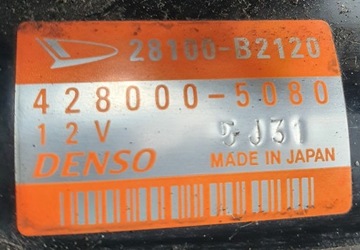 28100-B2120
428000-5080
12V 5J31
DENSO MADE IN JAPAN